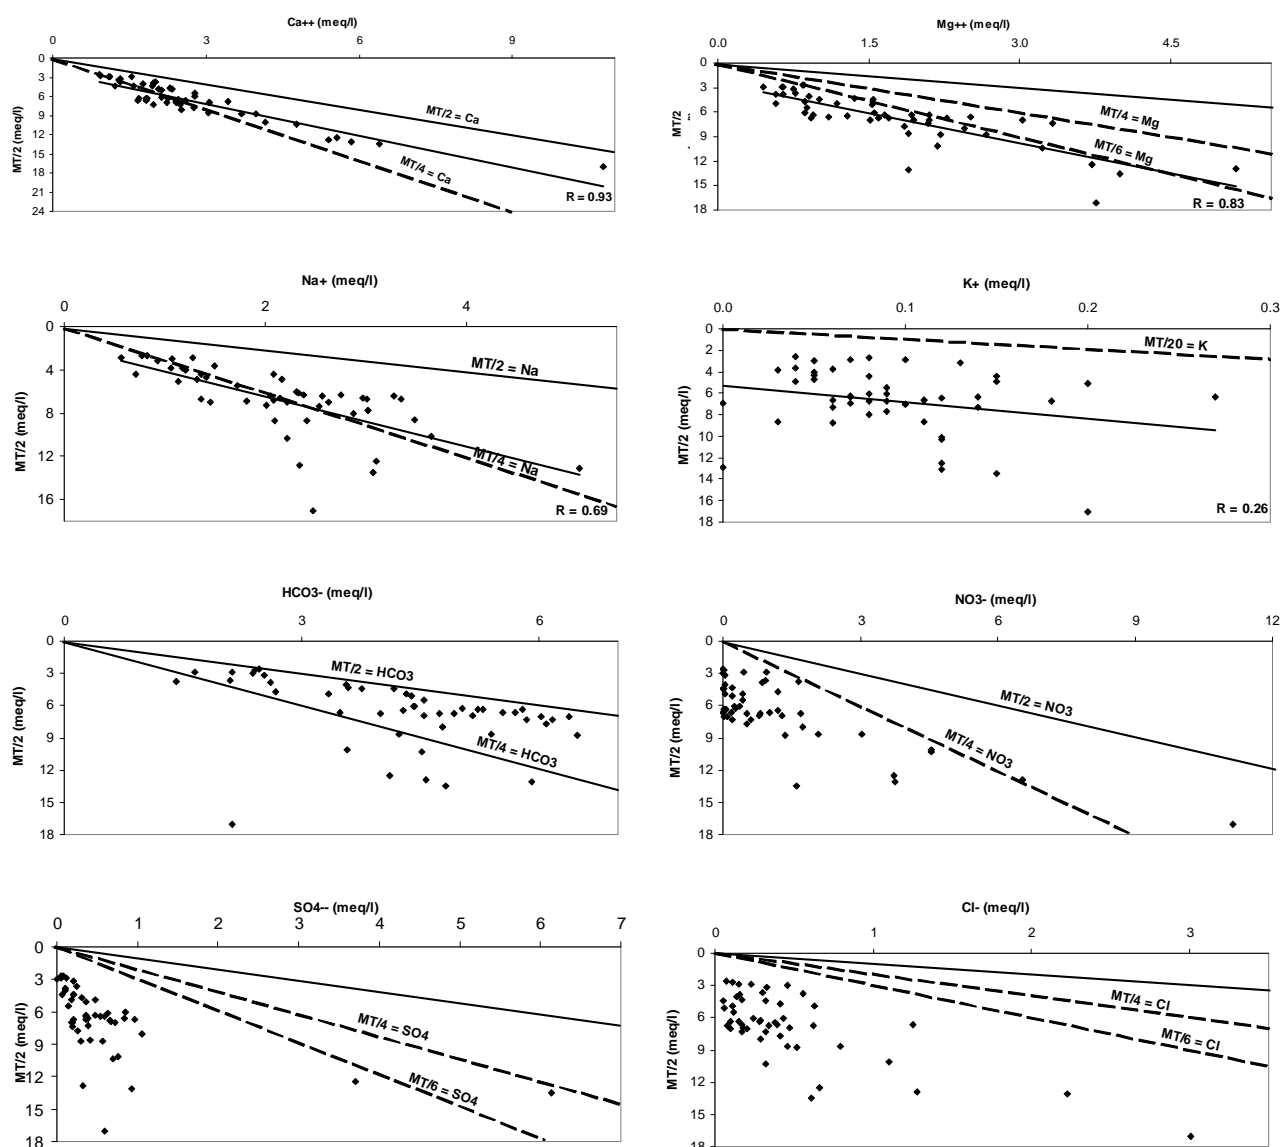 Ca++ (meq/l)
0 3 6 9
MT/2 (meq/l)
0
3
6
9
12
15
18
21
24
MT/2 = Ca
MT/4 = Ca
R = 0.93
Mg++ (meq/l)
0.0 1.5 3.0 4.5
MT/2
0
3
6
9
12
15
18
MT/4 = Mg
MT/6 = Mg
R = 0.83
Na+ (meq/l)
0 2 4
MT/2 (meq/l)
0
4
8
12
16
MT/2 = Na
MT/4 = Na
R = 0.69
K+ (meq/l)
0.0 0.1 0.2 0.3
MT/2 (meq/l)
0
2
4
6
8
10
12
14
16
18
MT/20 = K
R = 0.26
HCO3- (meq/l)
0 3 6
MT/2 (meq/l)
0
3
6
9
12
15
18
MT/2 = HCO3
MT/4 = HCO3
NO3- (meq/l)
0 3 6 9 12
MT/2 (meq/l)
0
3
6
9
12
15
18
MT/2 = NO3
MT/4 = NO3
SO4-- (meq/l)
0 1 2 3 4 5 6 7
MT/2 (meq/l)
0
3
6
9
12
15
18
MT/4 = SO4
MT/6 = SO4
Cl- (meq/l)
0 1 2 3
MT/2 (meq/l)
0
3
6
9
12
15
18
MT/4 = Cl
MT/6 = Cl